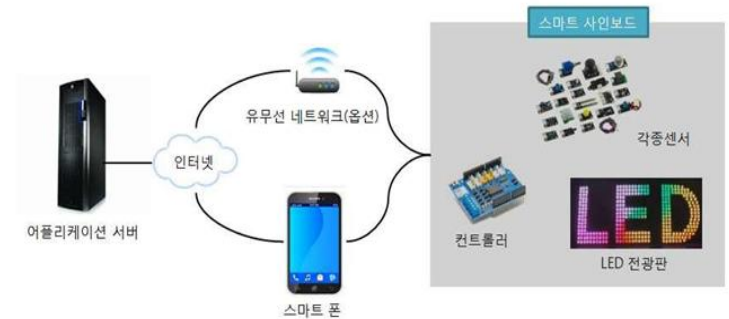 스마트 사인보드
유무선 네트워크(옵션)
각종센서
인터넷
컨트롤러
LED
어플리케이션 서버
LED 전광판
스마트 폰